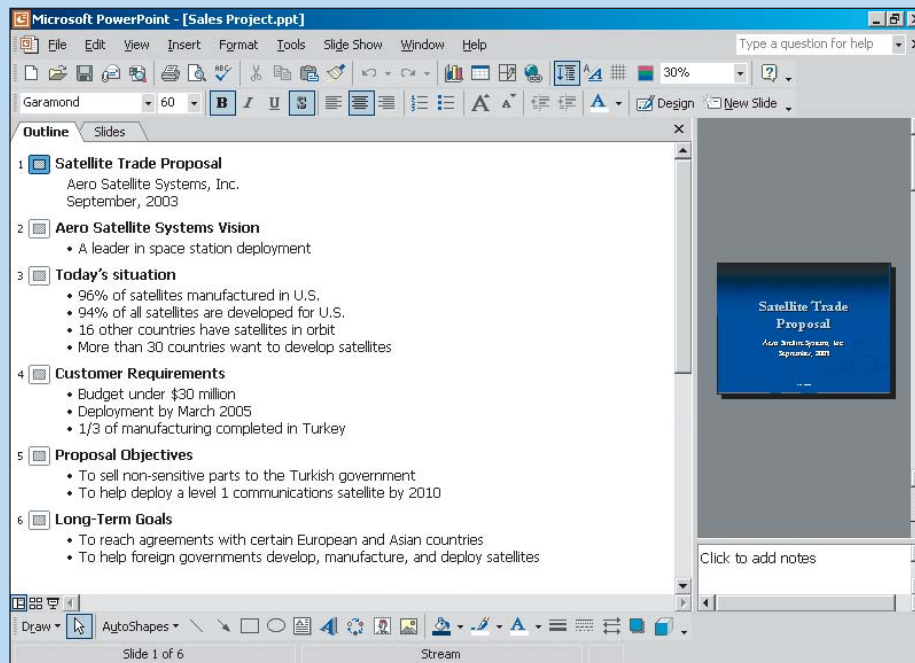 Microsoft PowerPoint - [Sales Project.ppt]
File Edit View Insert Format Tools Slide Show Window Help Type a question for help
ABC 30%
Garamond 60 B I U S A A A Design New Slide
Outline Slides
1 Satellite Trade Proposal
Aero Satellite Systems, Inc.
September, 2003
2 Aero Satellite Systems Vision
• A leader in space station deployment
3 Today's situation
• 96% of satellites manufactured in U.S.
• 94% of all satellites are developed for U.S.
• 16 other countries have satellites in orbit
• More than 30 countries want to develop satellites
4 Customer Requirements
• Budget under $30 million
• Deployment by March 2005
• 1/3 of manufacturing completed in Turkey
5 Proposal Objectives
• To sell non-sensitive parts to the Turkish government
• To help deploy a level 1 communications satellite by 2010
6 Long-Term Goals
• To reach agreements with certain European and Asian countries
• To help foreign governments develop, manufacture, and deploy satellites
Satellite Trade
Proposal
Aero Satellite Systems, Inc
September, 2003
Click to add notes
Draw AutoShapes A A
Slide 1 of 6 Stream